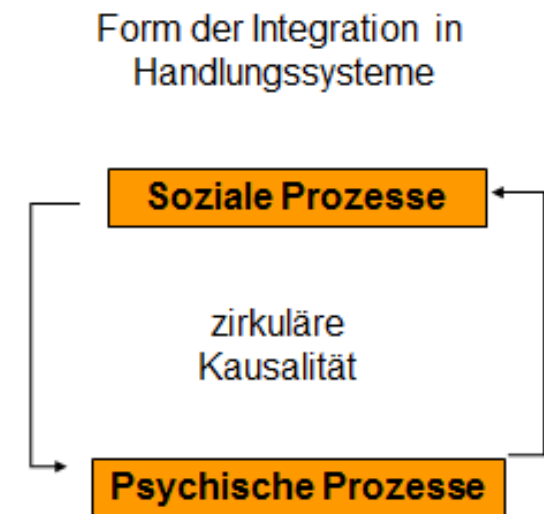 Form der Integration in
Handlungssysteme
Soziale Prozesse
zirkuläre
Kausalität
Psychische Prozesse